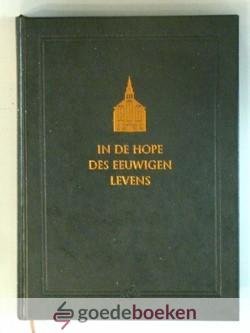 IN DE HOPE
DES EEUWIGEN
LEVENS
goedeboeken